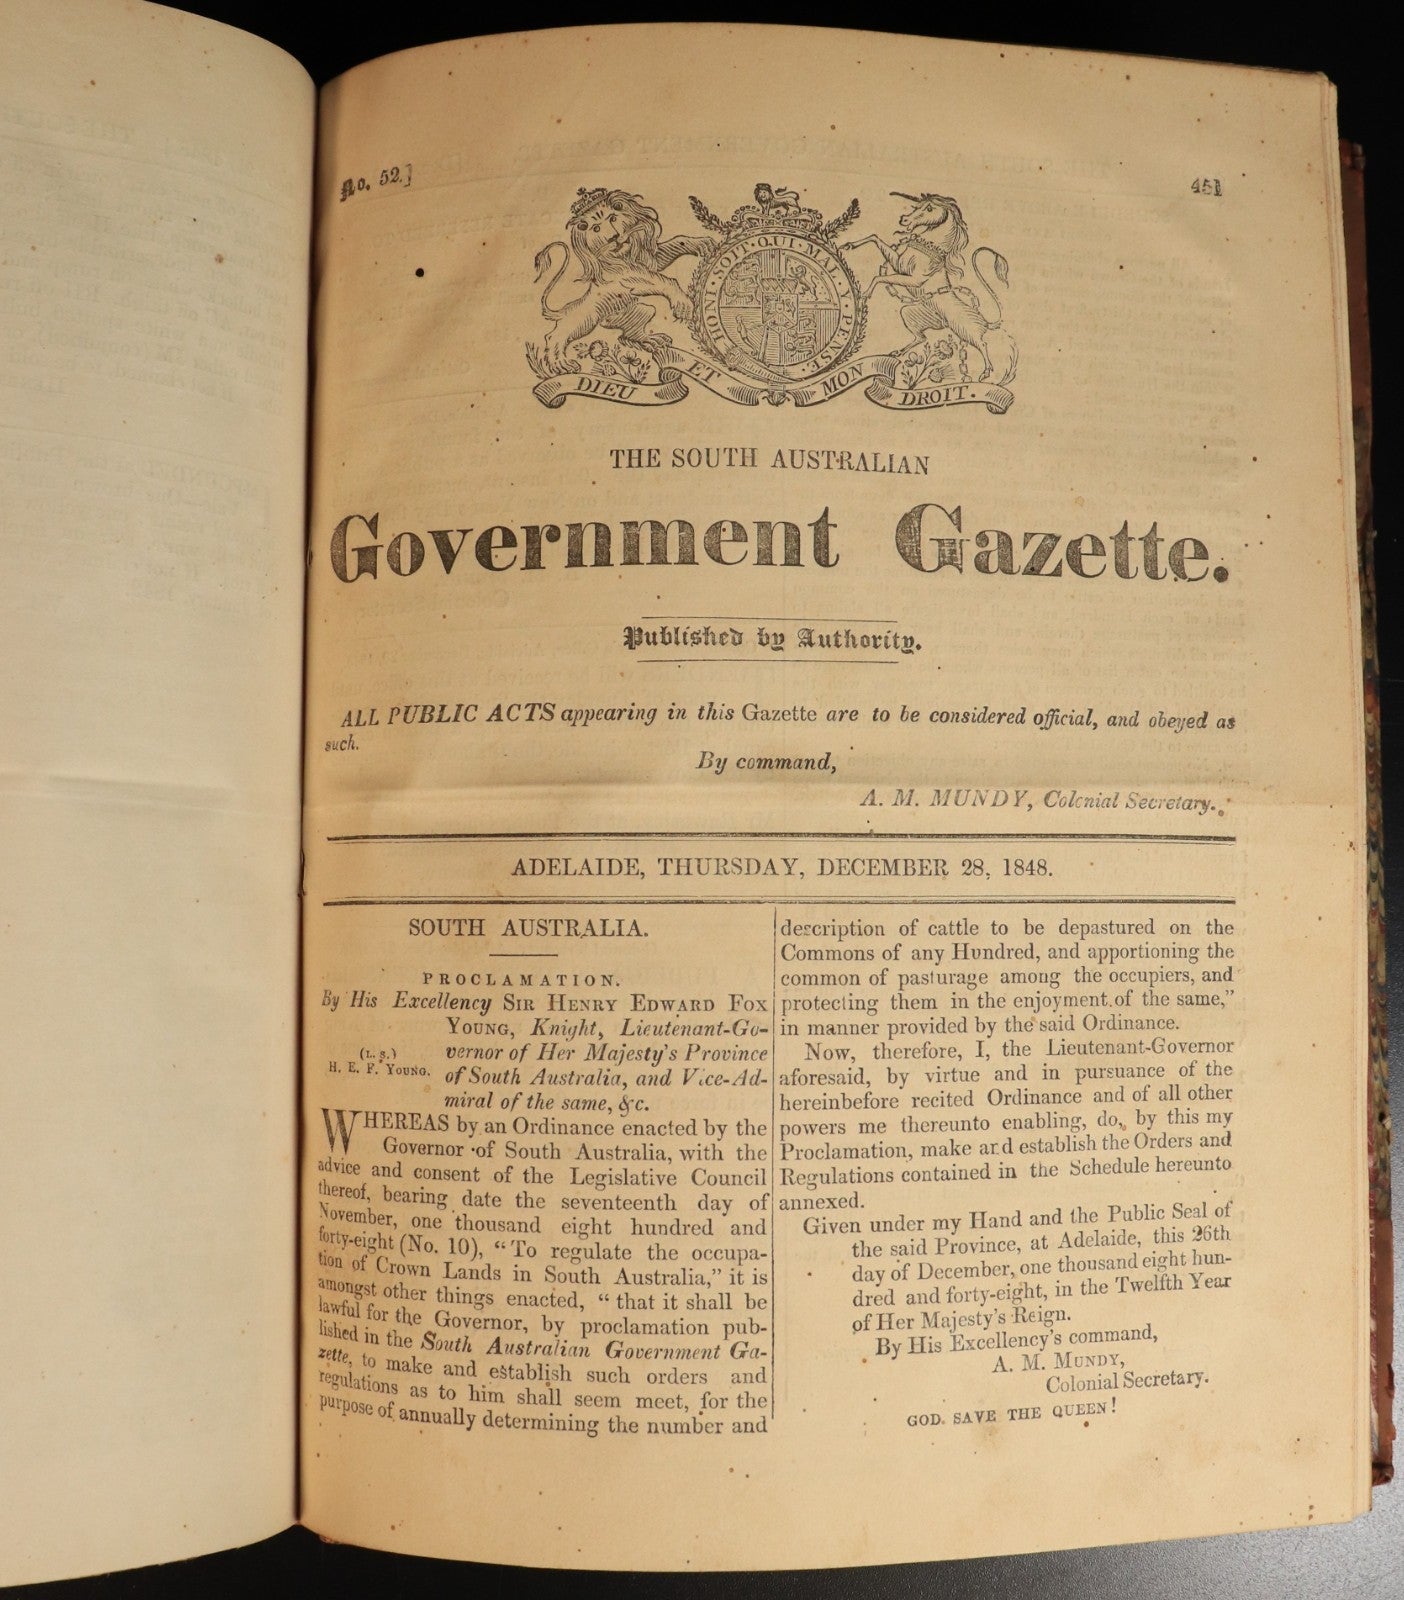 No. 52.]
451
HONI · SOIT · QUI · MAL · Y · PENSE ·
DIEU ET MON DROIT.
THE SOUTH AUSTRALIAN
Government Gazette.
Published by Authority.
ALL PUBLIC ACTS appearing in this Gazette are to be considered official, and obeyed as
such.
By command,
A. M. MUNDY, Colonial Secretary.
ADELAIDE, THURSDAY, DECEMBER 28, 1848.
SOUTH AUSTRALIA.
PROCLAMATION.
By His Excellency SIR HENRY EDWARD FOX
YOUNG, Knight, Lieutenant-Go-
(L. S.)
vernor of Her Majesty's Province
H. E. F. YOUNG.
of South Australia, and Vice-Ad-
miral of the same, &c.
WHEREAS by an Ordinance enacted by the
Governor of South Australia, with the
advice and consent of the Legislative Council
thereof, bearing date the seventeenth day of
November, one thousand eight hundred and
forty-eight (No. 10), "To regulate the occupa-
tion of Crown Lands in South Australia," it is
amongst other things enacted, "that it shall be
lawful for the Governor, by proclamation pub-
lished in the South Australian Government Ga-
zette, to make and establish such orders and
regulations as to him shall seem meet, for the
purpose of annually determining the number and
description of cattle to be depastured on the
Commons of any Hundred, and apportioning the
common of pasturage among the occupiers, and
protecting them in the enjoyment of the same,"
in manner provided by the said Ordinance.
Now, therefore, I, the Lieutenant-Governor
aforesaid, by virtue and in pursuance of the
hereinbefore recited Ordinance and of all other
powers me thereunto enabling, do, by this my
Proclamation, make and establish the Orders and
Regulations contained in the Schedule hereunto
annexed.
Given under my Hand and the Public Seal of
the said Province, at Adelaide, this 26th
day of December, one thousand eight hun-
dred and forty-eight, in the Twelfth Year
of Her Majesty's Reign.
By His Excellency's command,
A. M. MUNDY,
Colonial Secretary.
GOD SAVE THE QUEEN!